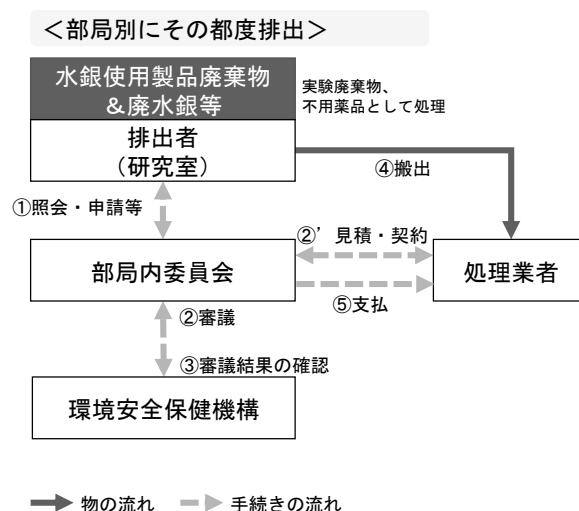 ＜部局別にその都度排出＞
水銀使用製品廃棄物
＆廃水銀等
実験廃棄物、
不用薬品として処理
排出者
（研究室）
④搬出
①照会・申請等
部局内委員会
②’見積・契約
処理業者
⑤支払
②審議
③審議結果の確認
環境安全保健機構
物の流れ
手続きの流れ